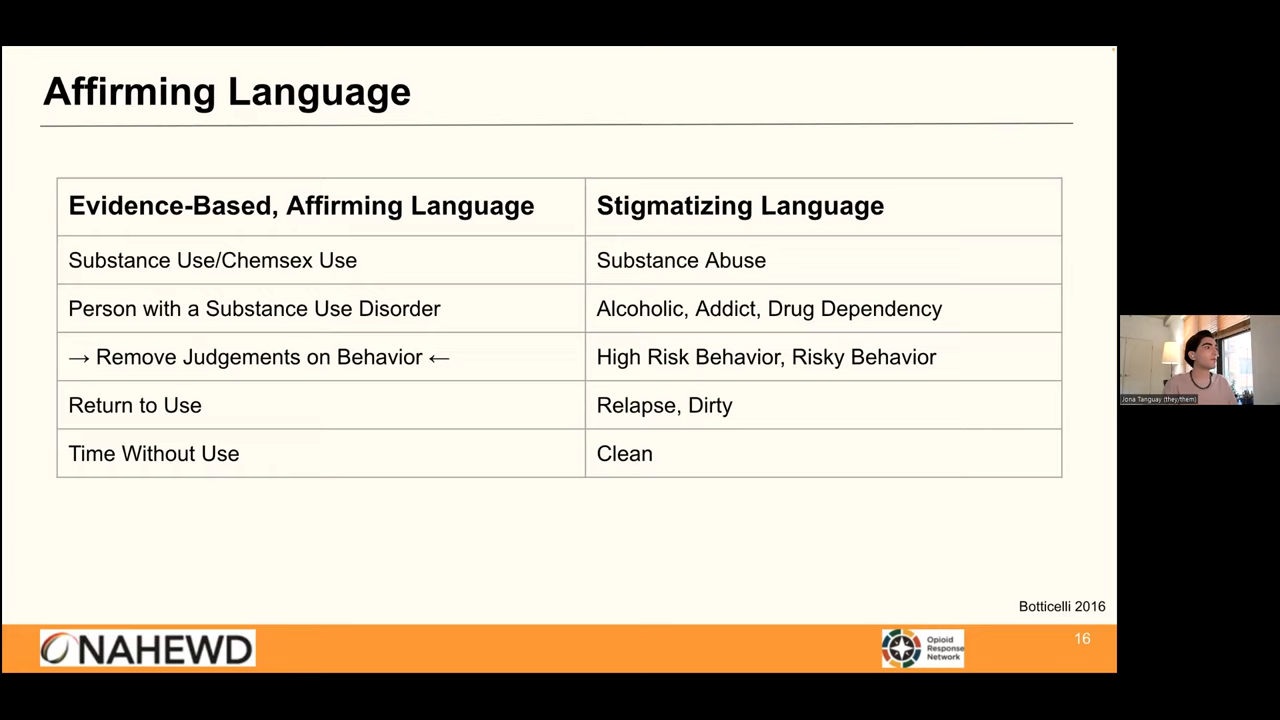 Affirming Language
Evidence-Based, Affirming Language
Stigmatizing Language
Substance Use/Chemsex Use
Substance Abuse
Person with a Substance Use Disorder
Alcoholic, Addict, Drug Dependency
→ Remove Judgements on Behavior ←
High Risk Behavior, Risky Behavior
Return to Use
Relapse, Dirty
Time Without Use
Clean
Botticelli 2016
NAHEWD
Opioid
Response
Network
16
Jona Tanguay (they/them)